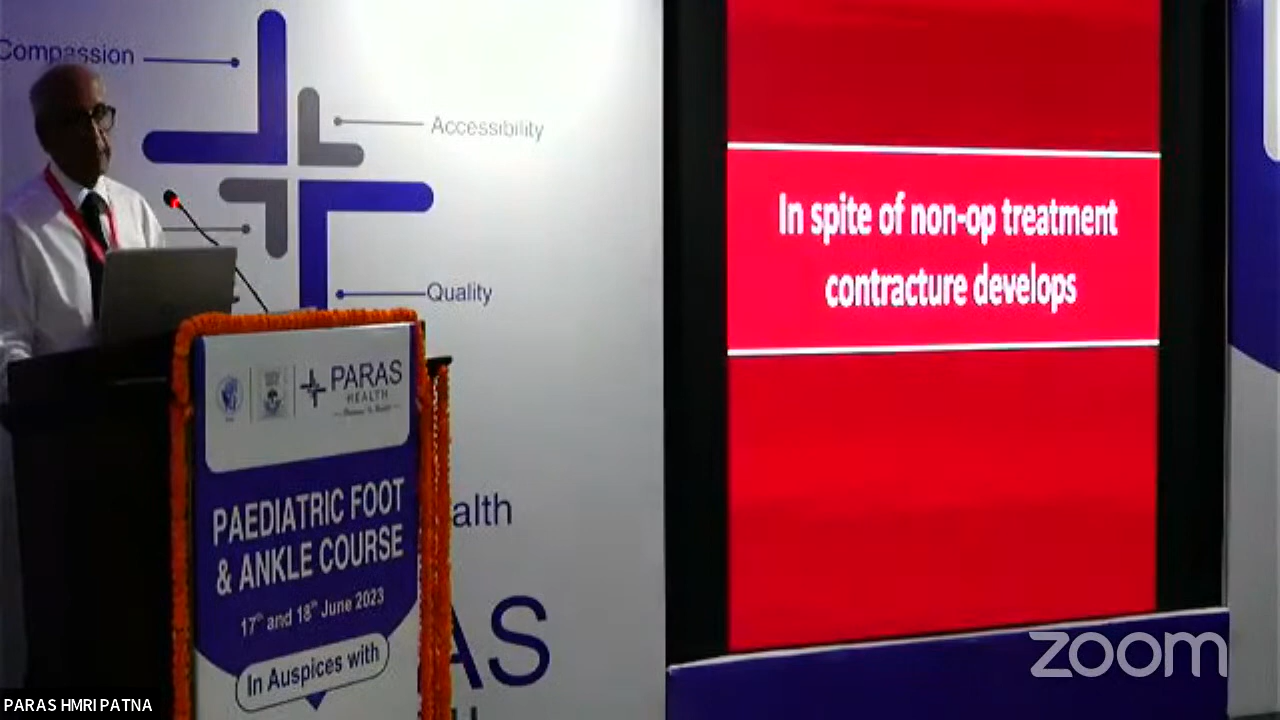 Compassion
Accessibility
Quality
In spite of non-op treatment
contracture develops
PARAS
HEALTH
PAEDIATRIC FOOT
& ANKLE COURSE
17th and 18th June 2023
In Auspices with
alth
AS
zoom
PARAS HMRI PATNA